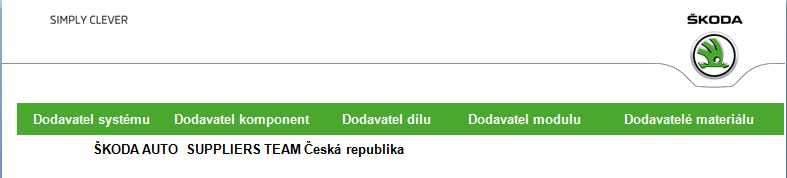 SIMPLY CLEVER
ŠKODA
Dodavatel systému Dodavatel komponent Dodavatel dílu Dodavatel modulu Dodavatelé materiálu
ŠKODA AUTO SUPPLIERS TEAM Česká republika